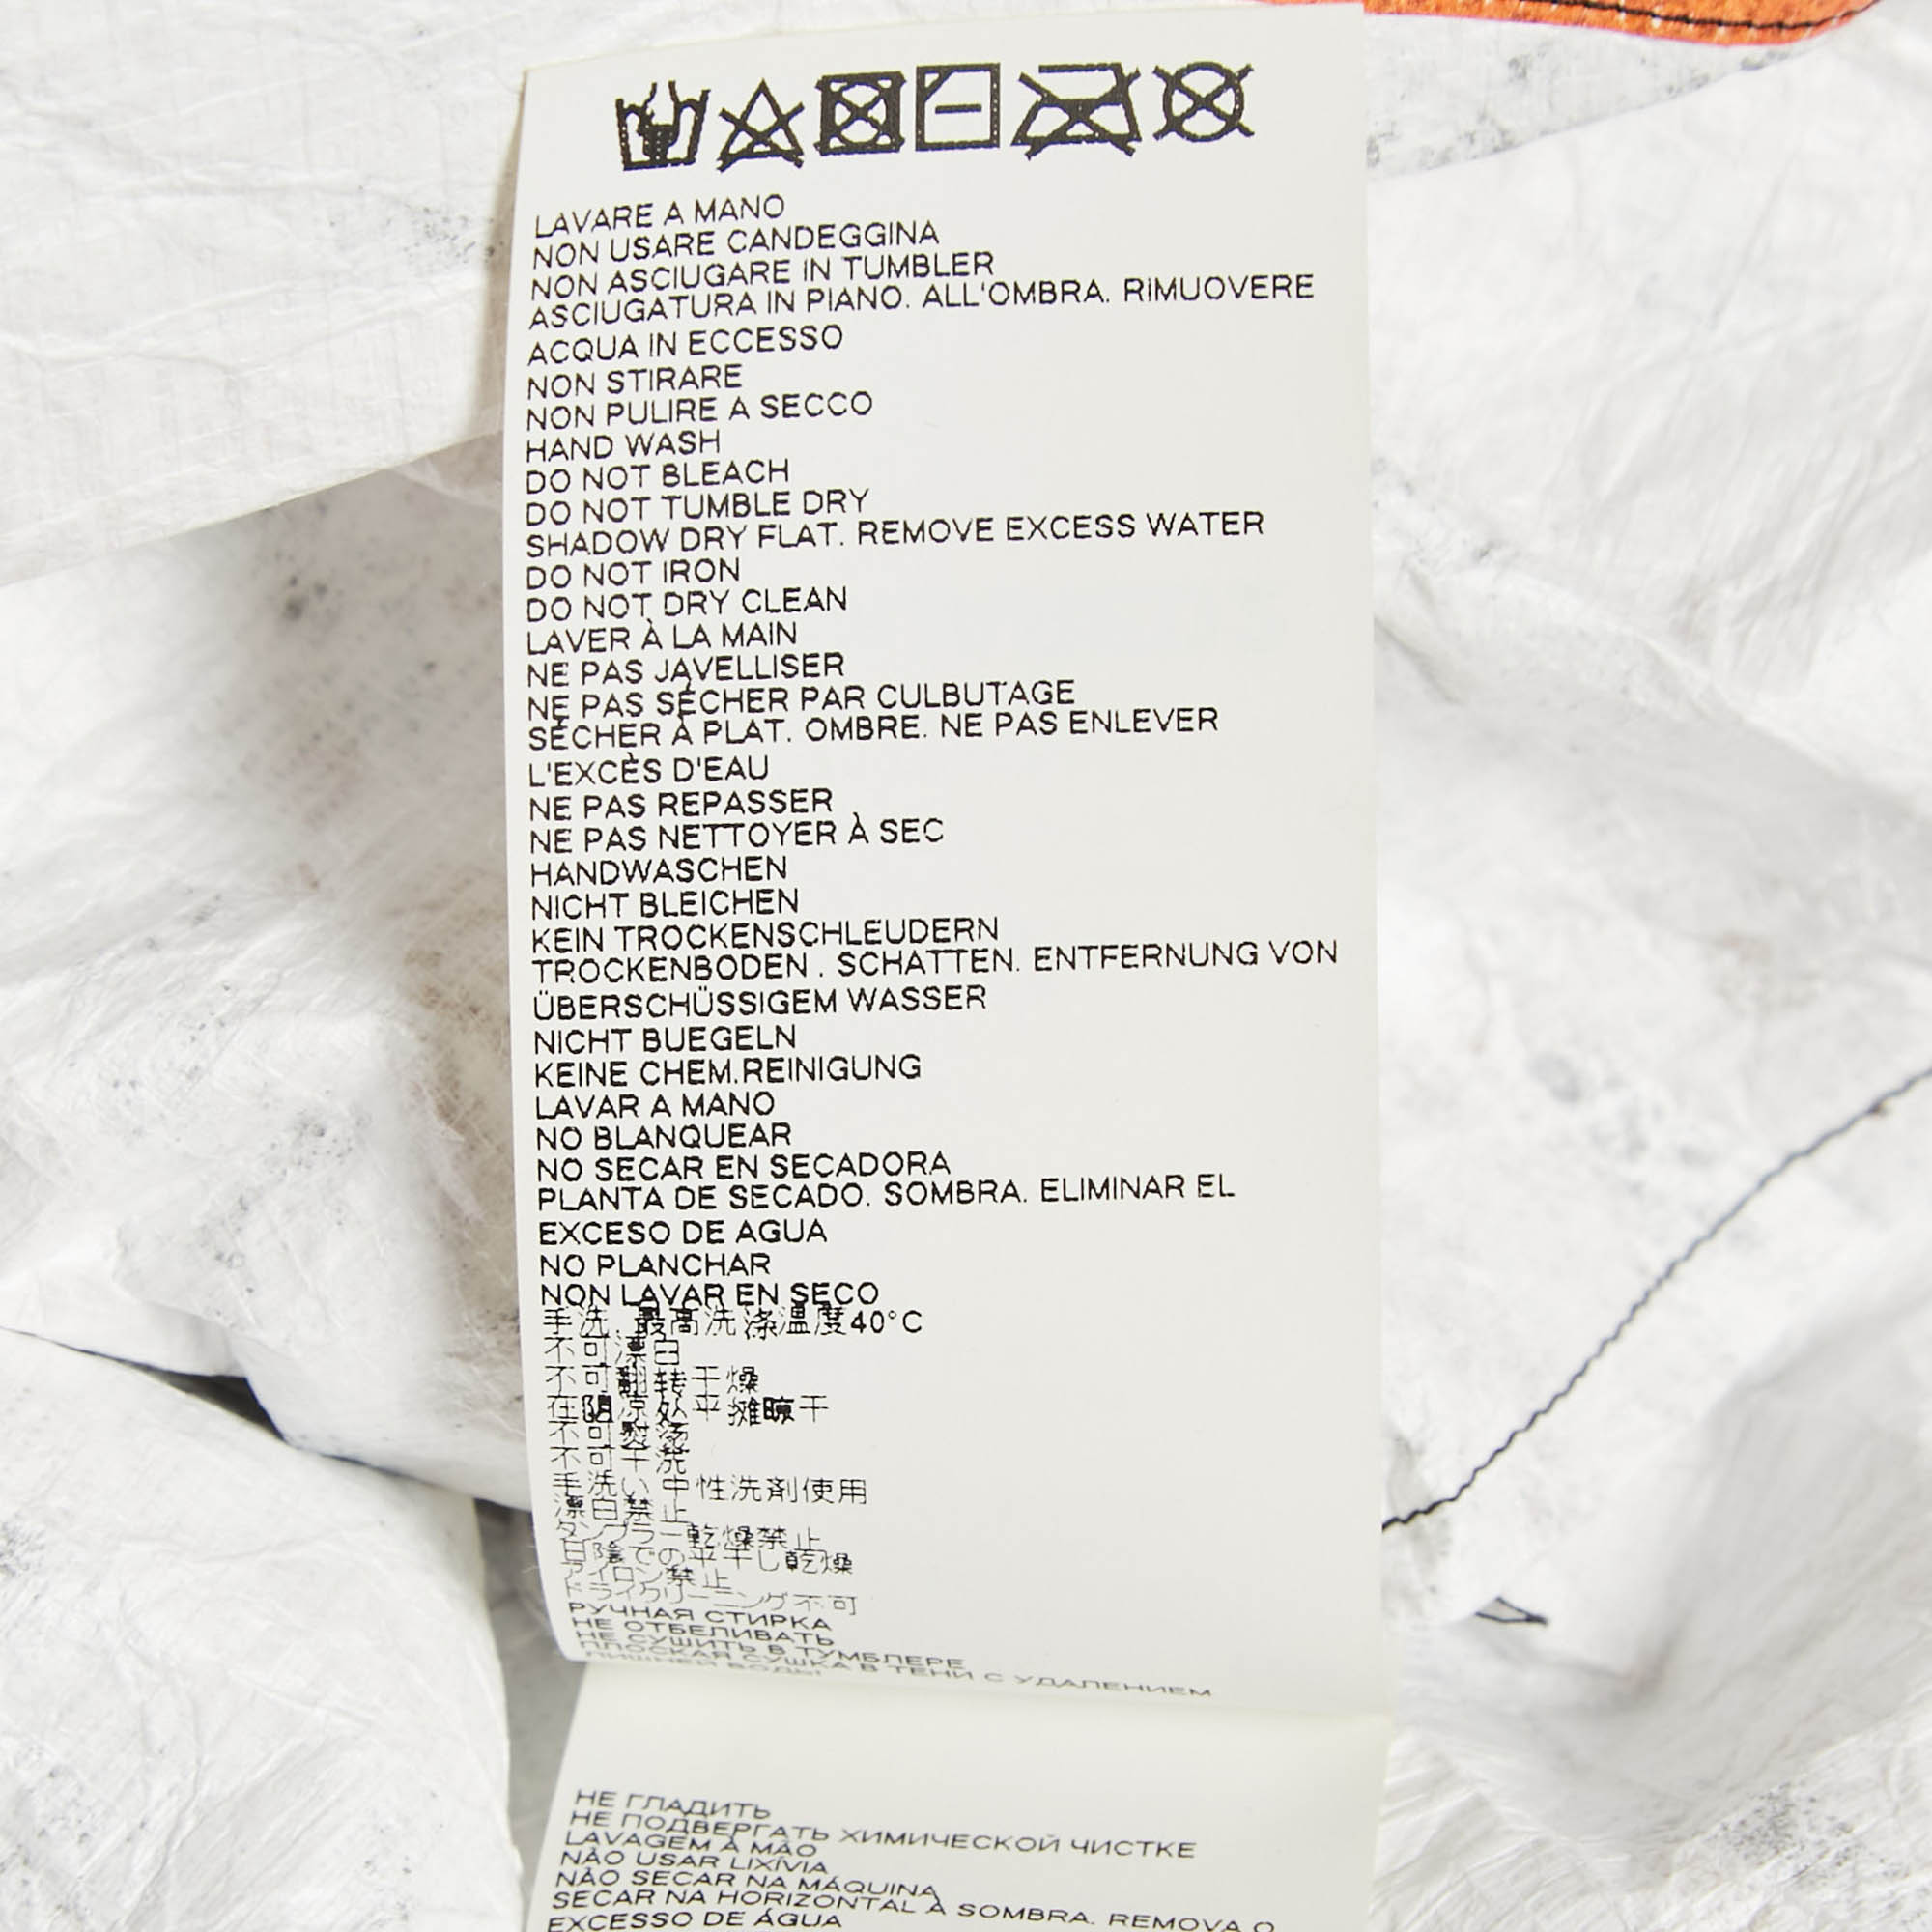 LAVARE A MANO
NON USARE CANDEGGINA
NON ASCIUGARE IN TUMBLER
ASCIUGATURA IN PIANO. ALL'OMBRA. RIMUOVERE
ACQUA IN ECCESSO
NON STIRARE
NON PULIRE A SECCO
HAND WASH
DO NOT BLEACH
DO NOT TUMBLE DRY
SHADOW DRY FLAT. REMOVE EXCESS WATER
DO NOT IRON
DO NOT DRY CLEAN
LAVER À LA MAIN
NE PAS JAVELLISER
NE PAS SÉCHER PAR CULBUTAGE
SÉCHER À PLAT. OMBRE. NE PAS ENLEVER
L'EXCÈS D'EAU
NE PAS REPASSER
NE PAS NETTOYER À SEC
HANDWASCHEN
NICHT BLEICHEN
KEIN TROCKENSCHLEUDERN
TROCKENBODEN . SCHATTEN. ENTFERNUNG VON
ÜBERSCHÜSSIGEM WASSER
NICHT BUEGELN
KEINE CHEM.REINIGUNG
LAVAR A MANO
NO BLANQUEAR
NO SECAR EN SECADORA
PLANTA DE SECADO. SOMBRA. ELIMINAR EL
EXCESO DE AGUA
NO PLANCHAR
NON LAVAR EN SECO
手洗,最高洗涤温度40°C
不可漂白
不可翻转干燥
在阴凉处平摊晾干
不可熨烫
不可干洗
手洗い 中性洗剤使用
漂白禁止
タンブラー乾燥禁止
日陰での平干し乾燥
アイロン禁止
ドライクリーニング不可
РУЧНАЯ СТИРКА
НЕ ОТБЕЛИВАТЬ
НЕ СУШИТЬ В ТУМБЛЕРЕ
ПЛОСКАЯ СУШКА В ТЕНИ С УДАЛЕНИЕМ
ЛИШНЕЙ ВОДЫ
НЕ ГЛАДИТЬ
НЕ ПОДВЕРГАТЬ ХИМИЧЕСКОЙ ЧИСТКЕ
LAVAGEM À MÃO
NÃO USAR LIXÍVIA
NÃO SECAR NA MÁQUINA
SECAR NA HORIZONTAL À SOMBRA. REMOVA O
EXCESSO DE ÁGUA